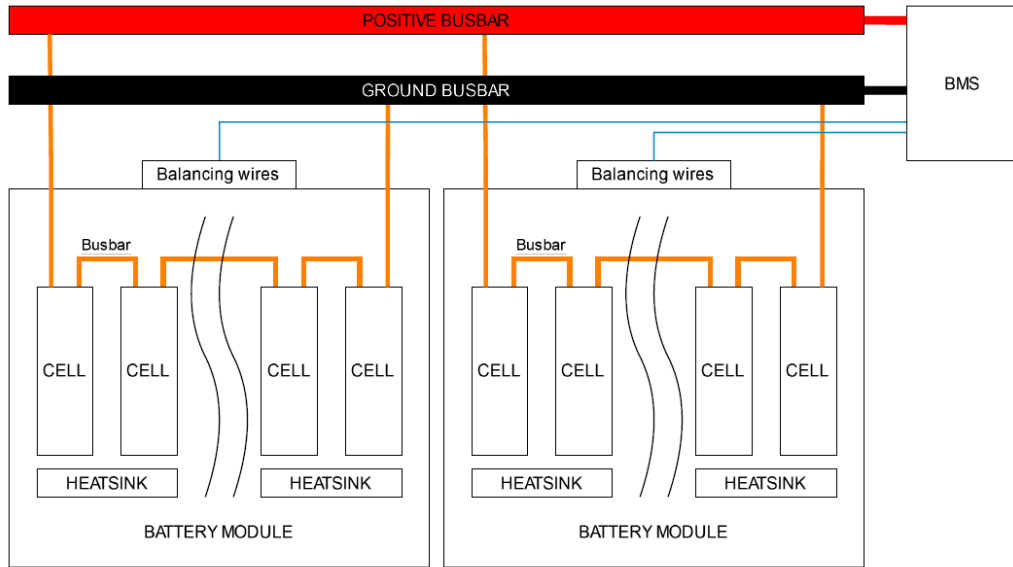 POSITIVE BUSBAR
GROUND BUSBAR
BMS
Balancing wires
Balancing wires
Busbar
Busbar
CELL
CELL
CELL
CELL
CELL
CELL
CELL
CELL
HEATSINK
HEATSINK
HEATSINK
HEATSINK
BATTERY MODULE
BATTERY MODULE